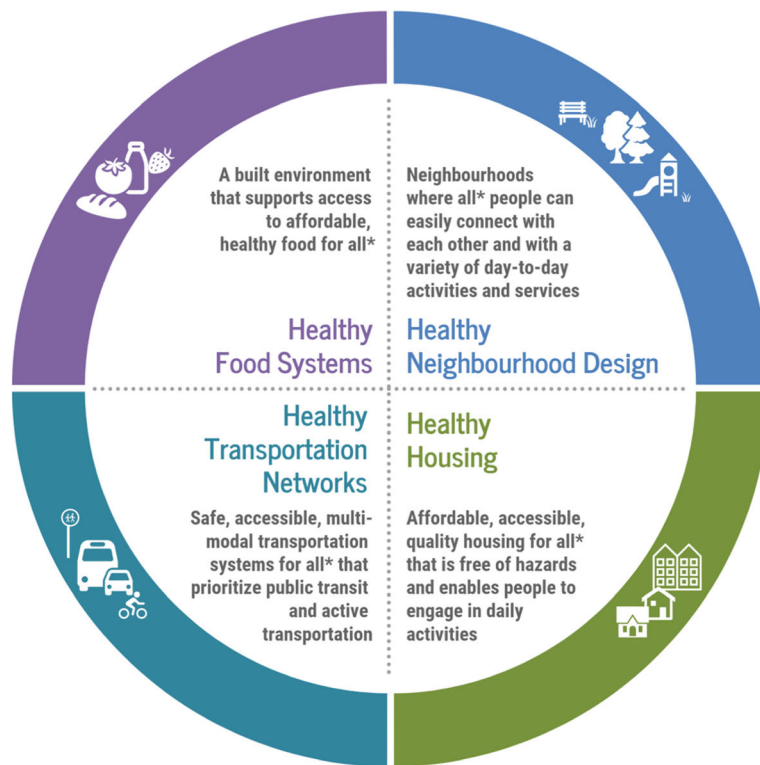 A built environment
that supports access
to affordable,
healthy food for all*
Healthy
Food Systems
Neighbourhoods
where all* people can
easily connect with
each other and with a
variety of day-to-day
activities and services
Healthy
Neighbourhood Design
Healthy
Transportation
Networks
Safe, accessible, multi-
modal transportation
systems for all* that
prioritize public transit
and active
transportation
Healthy
Housing
Affordable, accessible,
quality housing for all*
that is free of hazards
and enables people to
engage in daily
activities